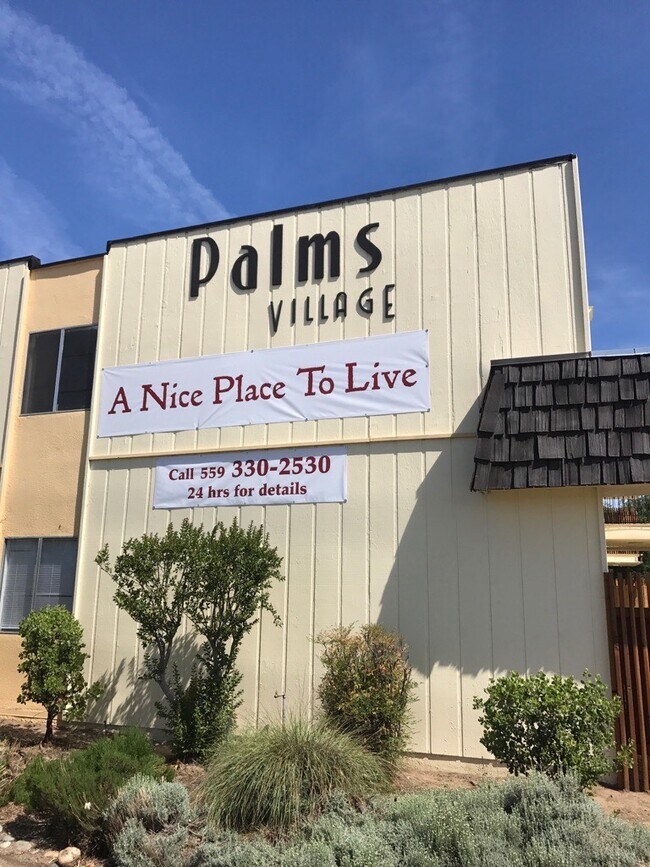 Palms
VILLAGE
A Nice Place To Live
Call 559 330-2530
24 hrs for details